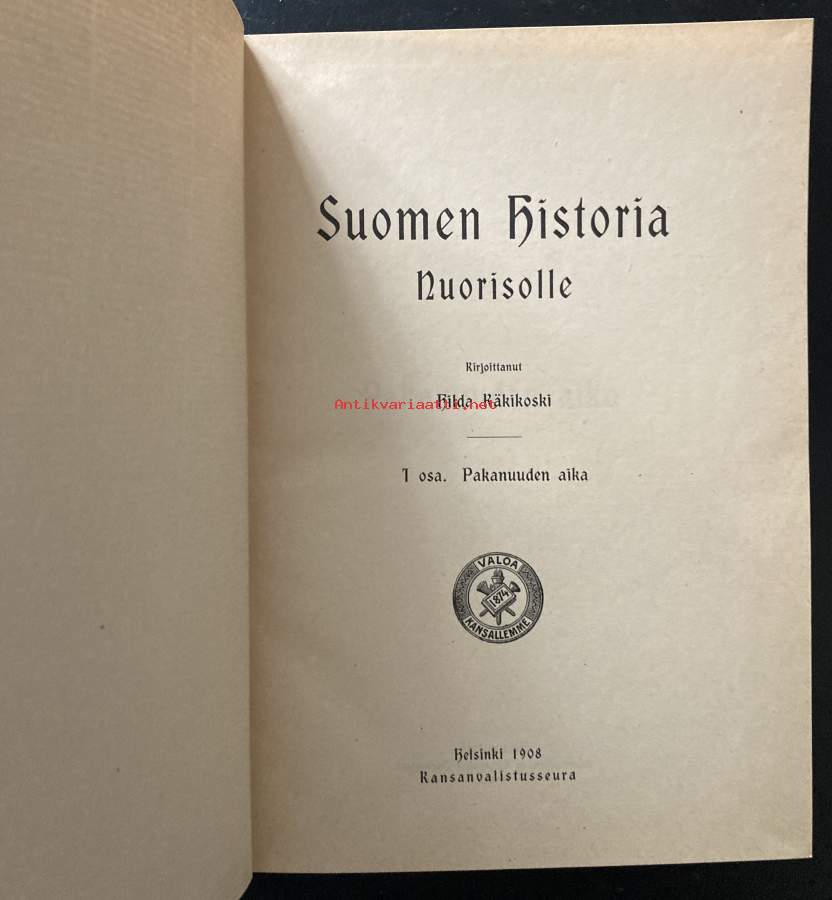 Suomen Historia
Nuorisolle
Kirjoittanut
Hilda Käkikoski
Antikvariaatti.net
I osa. Pakanuuden aika
VALOA
1874
KANSALLEMME
Helsinki 1908
Kansanvalistusseura